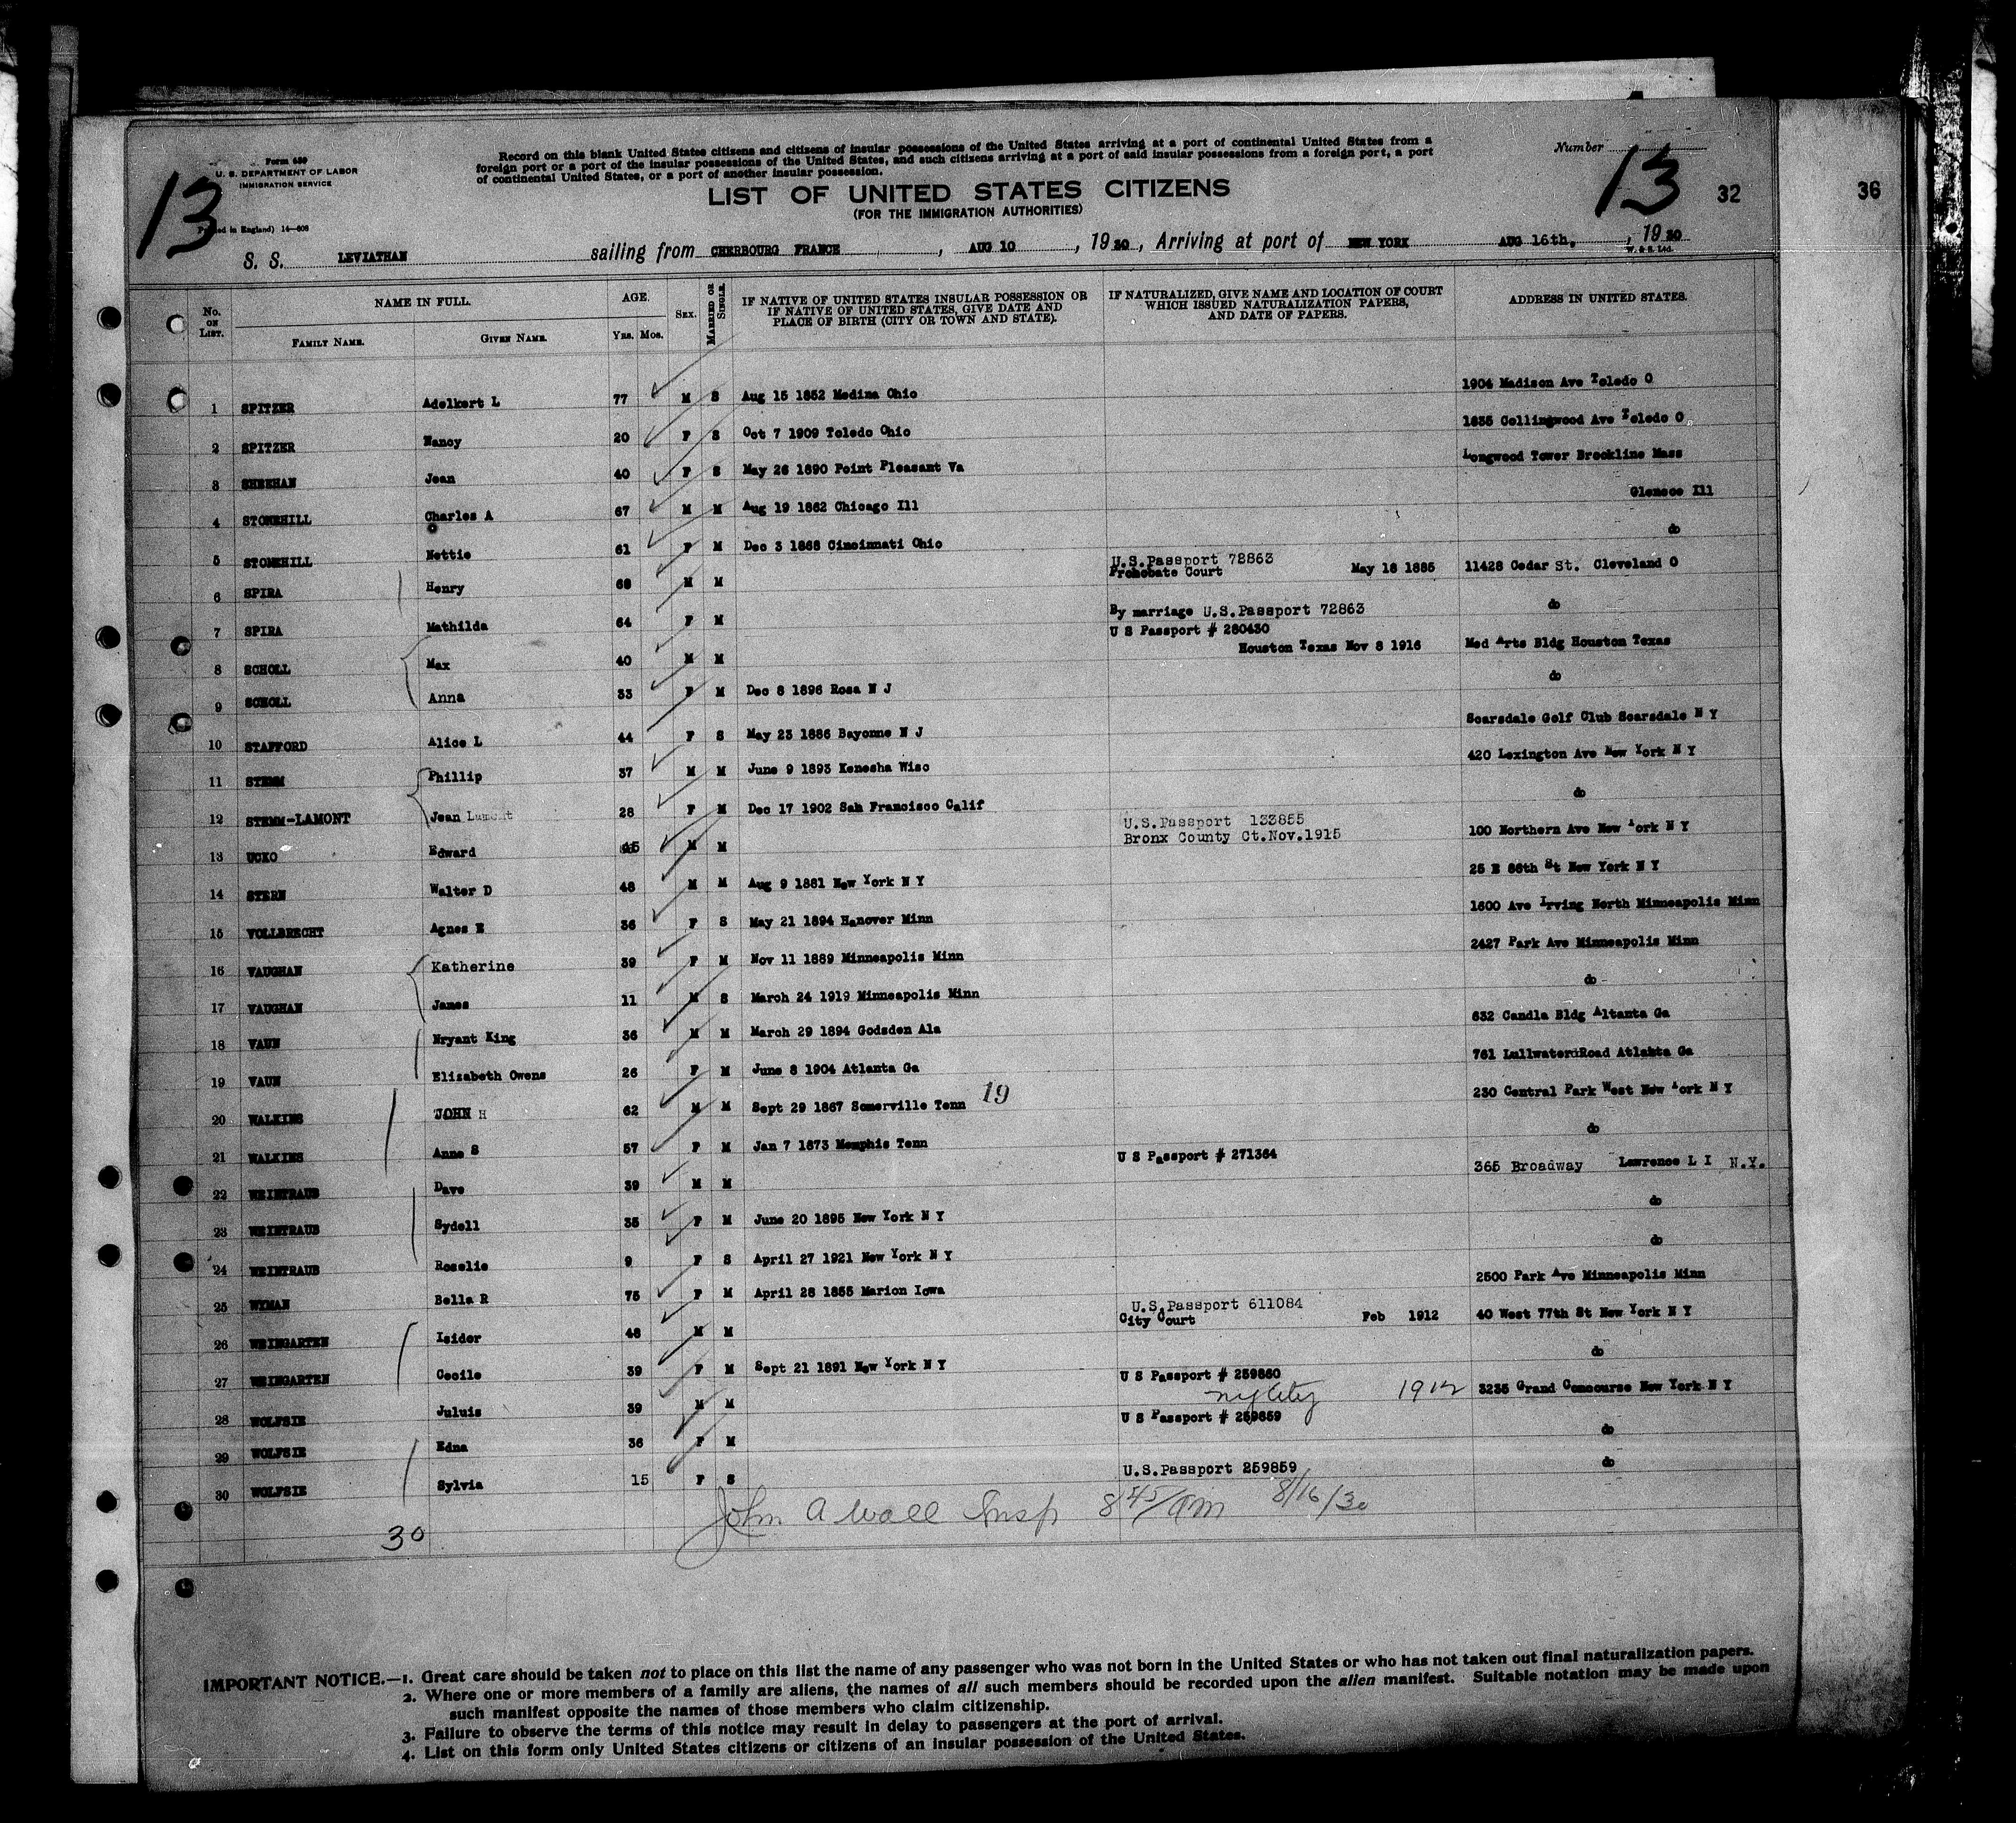 Form 630
U. S. DEPARTMENT OF LABOR
IMMIGRATION SERVICE
in England) 14—606
13
Record on this blank United States citizens and citizens of insular possessions of the United States arriving at a port of continental United States from a
foreign port or a port of the insular possessions of the United States, and such citizens arriving at a port of said insular possessions from a foreign port, a port
of continental United States, or a port of another insular possession.
LIST OF UNITED STATES CITIZENS
(FOR THE IMMIGRATION AUTHORITIES)
Number
13
32
36
S. S. LEVIATHAN sailing from CHERBOURG FRANCE, AUG 10, 1930, Arriving at port of NEW YORK AUG 16th, 1930
W. & S. Ltd.
No. ON LIST. NAME IN FULL. FAMILY NAME. GIVEN NAME. AGE. YRS. MOS. SEX. MARRIED OR SINGLE. IF NATIVE OF UNITED STATES INSULAR POSSESSION OR IF NATIVE OF UNITED STATES, GIVE DATE AND PLACE OF BIRTH (CITY OR TOWN AND STATE). IF NATURALIZED, GIVE NAME AND LOCATION OF COURT WHICH ISSUED NATURALIZATION PAPERS, AND DATE OF PAPERS. ADDRESS IN UNITED STATES.
1 SPITZER Adelkert L 77 M S Aug 15 1852 Medina Ohio 1904 Madison Ave Toledo O
2 SPITZER Nancy 20 F S Oct 7 1909 Toledo Ohio 1835 Collingwood Ave Toledo O
3 SHEEHAN Jean 40 F S May 26 1890 Point Pleasant Va Longwood Tower Brookline Mass
4 STONEHILL Charles A 67 M M Aug 19 1862 Chicago Ill Glencoe Ill
5 STONEHILL Nettie 61 F M Dec 3 1868 Cincinnati Ohio do
6 SPIRA Henry 68 M M U.S.Passport 72863 Probobate Court May 18 1885 11428 Cedar St. Cleveland O
7 SPIRA Mathilda 64 F M By marriage U.S.Passport 72863 do
8 SCHOLL Max 40 M M U S Passport # 280430 Houston Texas Nov 8 1916 Med Arts Bldg Houston Texas
9 SCHOLL Anna 33 F M Dec 8 1896 Rosa N J do
10 STAFFORD Alice L 44 F S May 23 1886 Bayonne N J Scarsdale Golf Club Scarsdale N Y
11 STEMM Phillip 37 M M June 9 1893 Kenosha Wisc 420 Lexington Ave New York N Y
12 STEMM-LAMONT Jean Lamont 28 F M Dec 17 1902 San Francisco Calif do
13 UCKO Edward 45 M M U.S.Passport 133855 Bronx County Ct.Nov.1915 100 Northern Ave New York N Y
14 STERN Walter D 48 M M Aug 9 1881 New York N Y 25 E 86th St New York N Y
15 VOLLBRECHT Agnes E 36 F S May 21 1894 Hanover Minn 1600 Ave Irving North Minneapolis Minn
16 VAUGHAN Katherine 39 F M Nov 11 1889 Minneapolis Minn 2427 Park Ave Minneapolis Minn
17 VAUGHAN James 11 M S March 24 1919 Minneapolis Minn do
18 VAUN Bryant King 36 M M March 29 1894 Godsden Ala 632 Candla Bldg Altanta Ga
19 VAUN Elizabeth Owens 26 F M June 8 1904 Atlanta Ga 761 Lullwater Road Atlanta Ga
20 WALKINS JOHN H 62 M M Sept 29 1867 Somerville Tenn 19 230 Central Park West New York N Y
21 WALKINS Anne S 57 F M Jan 7 1873 Memphis Tenn do
22 WEINTRAUB Dave 39 M M U S Passport # 271364 365 Broadway Lawrence L I N.Y.
23 WEINTRAUB Sydell 35 F M June 20 1895 New York N Y do
24 WEINTRAUB Roselie 9 F S April 27 1921 New York N Y do
25 WYMAN Bella R 75 F M April 28 1855 Marion Iowa 2500 Park Ave Minneapolis Minn
26 WEINGARTEN Isider 48 M M U.S.Passport 611084 City Court Feb 1912 40 West 77th St New York N Y
27 WEINGARTEN Cecile 39 F M Sept 21 1891 New York N Y do
28 WOLFSIE Juluis 39 M M U S Passport # 259860 ny City 1912 3235 Grand Concourse New York N Y
29 WOLFSIE Edna 36 F M U S Passport # 259859 do
30 WOLFSIE Sylvia 15 F S U.S.Passport 259859 do
John A Wall Insp 8 45/am 8/16/30
30
IMPORTANT NOTICE.—1. Great care should be taken not to place on this list the name of any passenger who was not born in the United States or who has not taken out final naturalization papers.
2. Where one or more members of a family are aliens, the names of all such members should be recorded upon the alien manifest. Suitable notation may be made upon
such manifest opposite the names of those members who claim citizenship.
3. Failure to observe the terms of this notice may result in delay to passengers at the port of arrival.
4. List on this form only United States citizens or citizens of an insular possession of the United States.